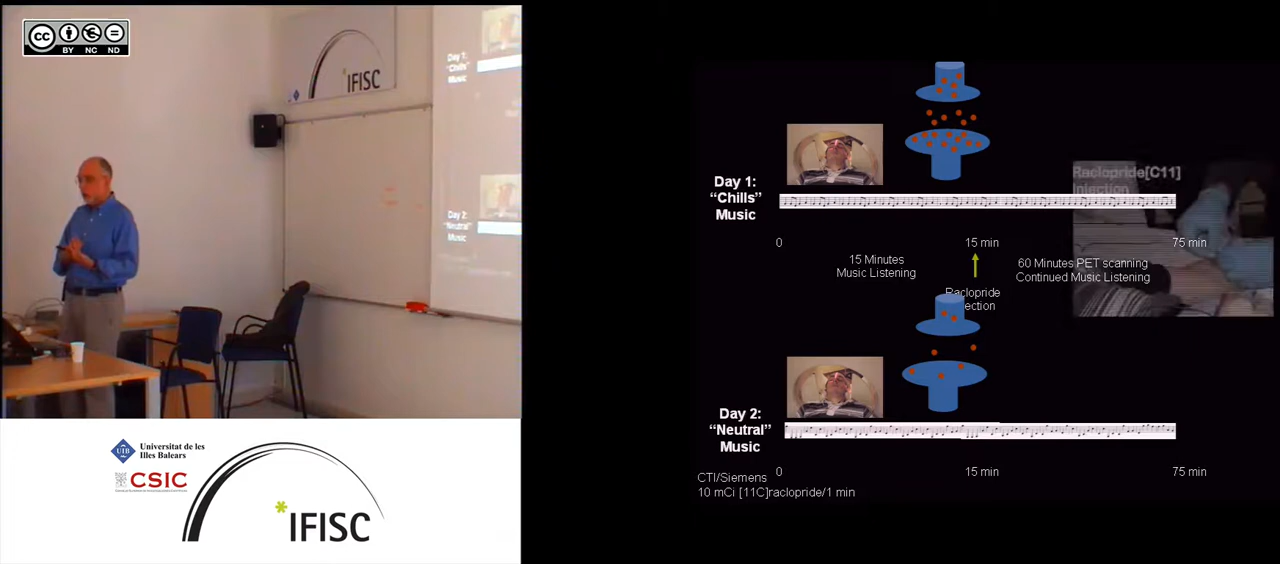 cc
BY NC ND
IFISC
Day 1:
"Chills"
Music
Day 2:
"Neutral"
Music
UIB
Universitat de les
Illes Balears
CSIC
IFISC
Day 1:
“Chills”
Music
Raclopride[C11]
Injection
0
15 min
75 min
15 Minutes
Music Listening
60 Minutes PET scanning
Continued Music Listening
Raclopride
ection
Day 2:
“Neutral”
Music
0
15 min
75 min
CTI/Siemens
10 mCi [11C]raclopride/1 min